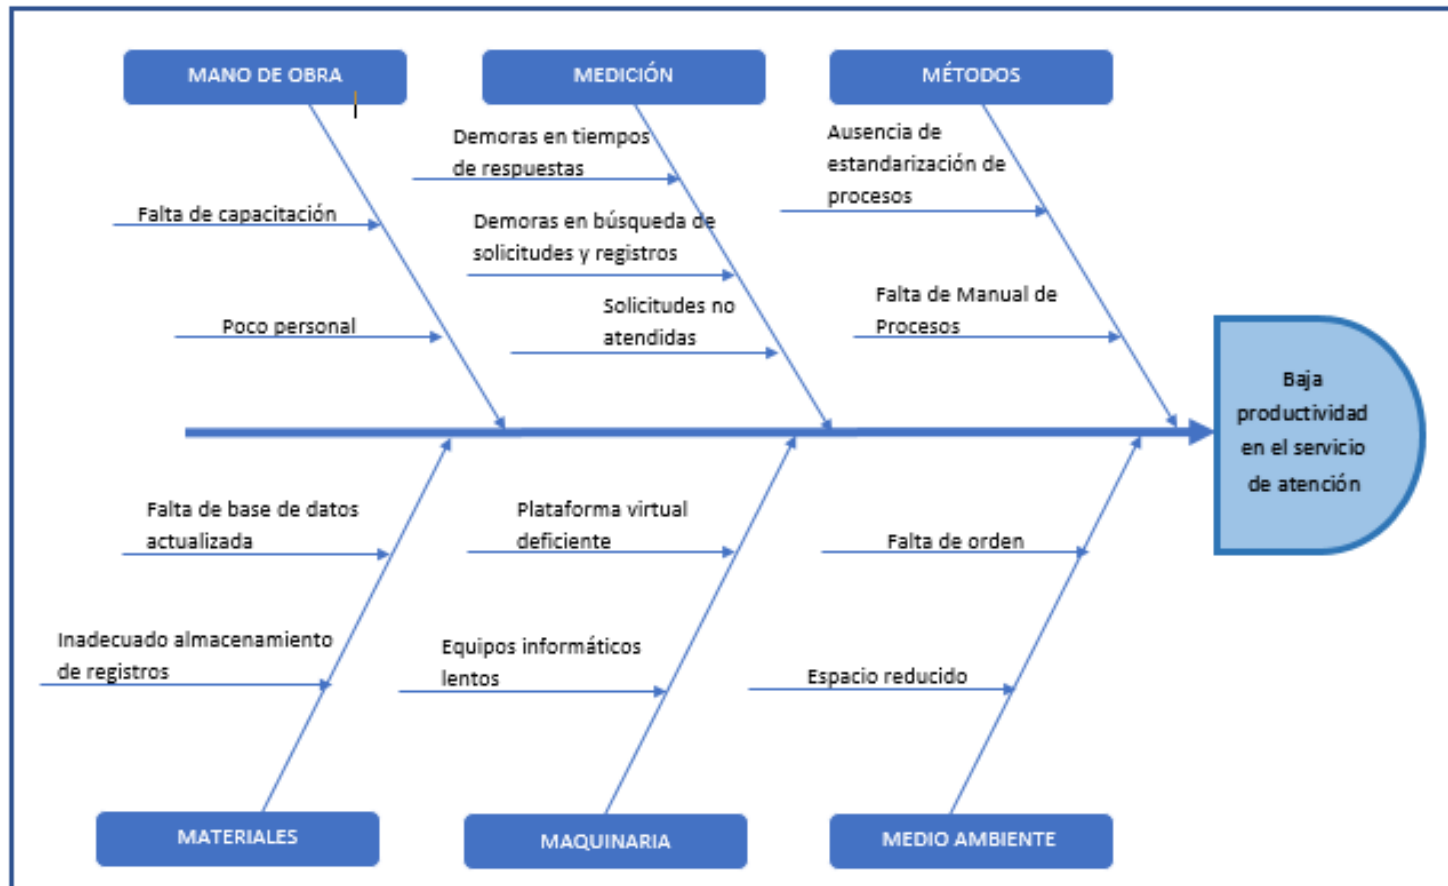 MANO DE OBRA
MEDICIÓN
MÉTODOS
Demoras en tiempos
de respuestas
Ausencia de
estandarización de
procesos
Falta de capacitación
Demoras en búsqueda de
solicitudes y registros
Solicitudes no
atendidas
Falta de Manual de
Procesos
Poco personal
Baja
productividad
en el servicio
de atención
Falta de base de datos
actualizada
Plataforma virtual
deficiente
Falta de orden
Inadecuado almacenamiento
de registros
Equipos informáticos
lentos
Espacio reducido
MATERIALES
MAQUINARIA
MEDIO AMBIENTE